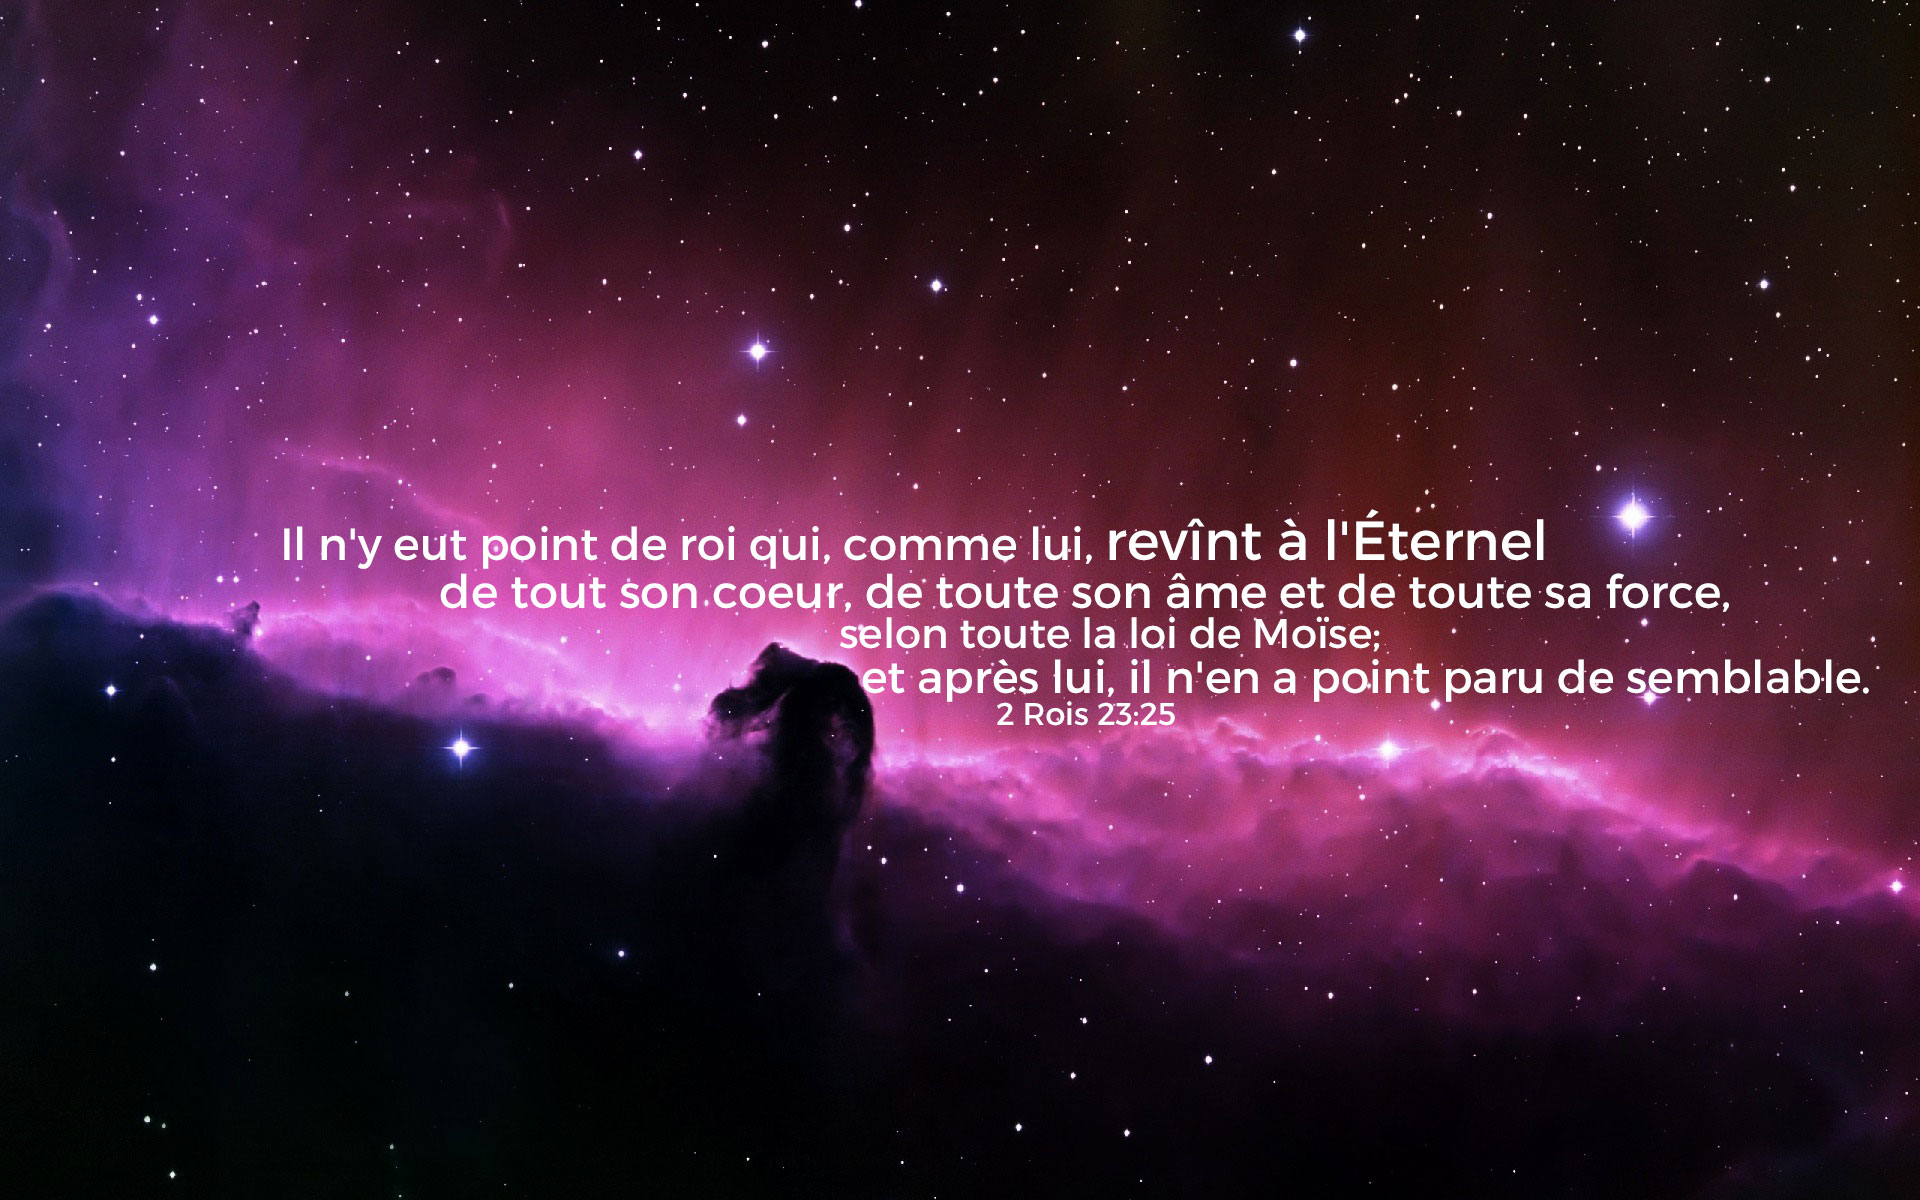 Il n'y eut point de roi qui, comme lui, revînt à l'Éternel
de tout son coeur, de toute son âme et de toute sa force,
selon toute la loi de Moïse;
et après lui, il n'en a point paru de semblable.
2 Rois 23:25